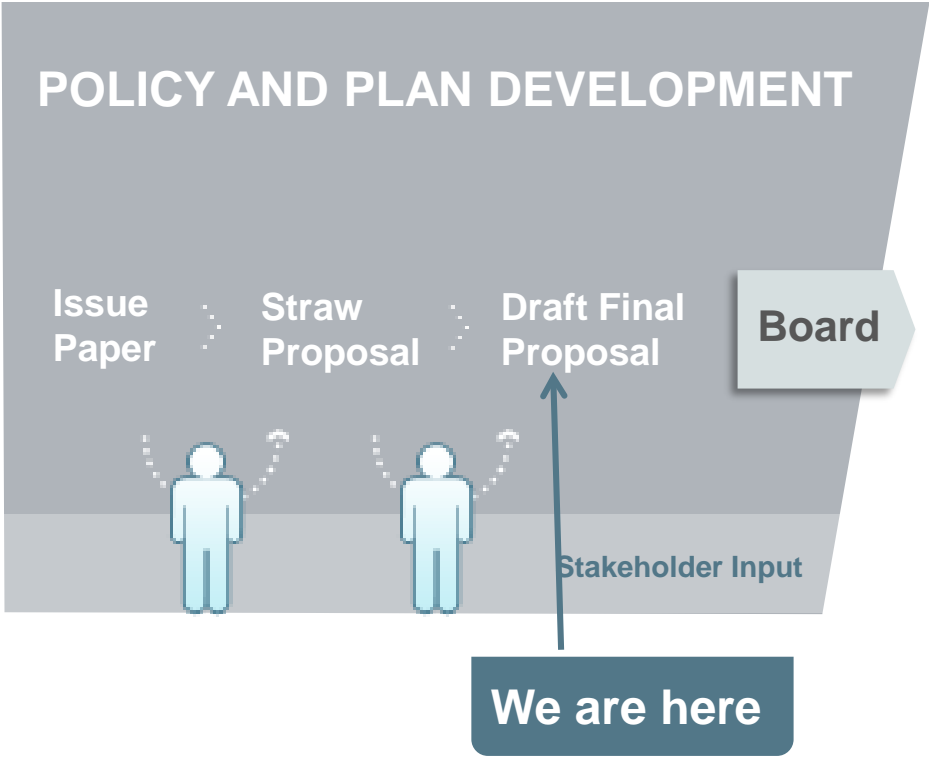 POLICY AND PLAN DEVELOPMENT
Issue
Paper
Straw
Proposal
Draft Final
Proposal
Board
Stakeholder Input
We are here